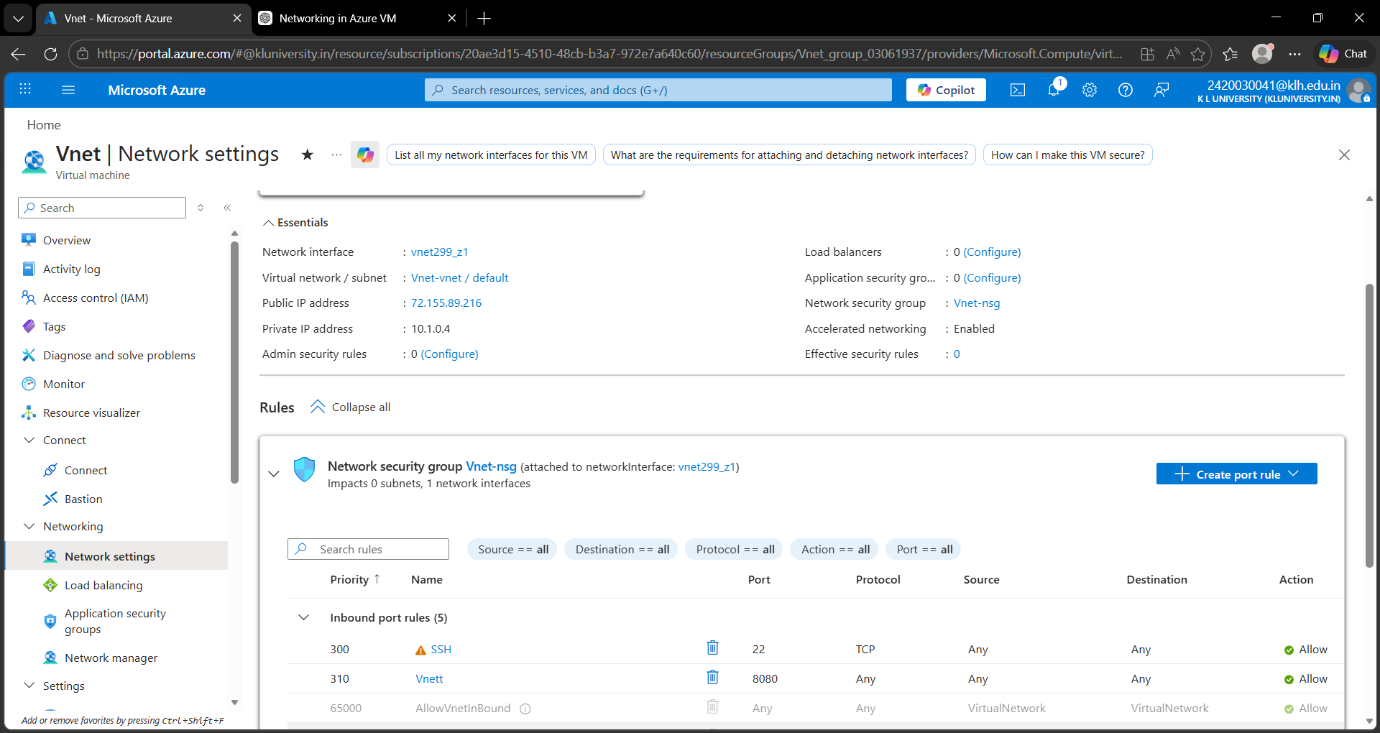 Vnet - Microsoft Azure
Networking in Azure VM
https://portal.azure.com/#@kluniversity.in/resource/subscriptions/20ae3d15-4510-48cb-b3a7-972e7a640c60/resourceGroups/Vnet_group_03061937/providers/Microsoft.Compute/virt...
Chat
Microsoft Azure
Search resources, services, and docs (G+/)
Copilot
1
2420030041@klh.edu.in
K L UNIVERSITY (KLUNIVERSITY.IN)
Home
Vnet | Network settings
Virtual machine
List all my network interfaces for this VM
What are the requirements for attaching and detaching network interfaces?
How can I make this VM secure?
Search
Overview
Activity log
Access control (IAM)
Tags
Diagnose and solve problems
Monitor
Resource visualizer
Connect
Connect
Bastion
Networking
Network settings
Load balancing
Application security groups
Network manager
Settings
Add or remove favorites by pressing Ctrl+Shift+F
Essentials
Network interface : vnet299_z1
Virtual network / subnet : Vnet-vnet / default
Public IP address : 72.155.89.216
Private IP address : 10.1.0.4
Admin security rules : 0 (Configure)
Load balancers : 0 (Configure)
Application security gro... : 0 (Configure)
Network security group : Vnet-nsg
Accelerated networking : Enabled
Effective security rules : 0
Rules Collapse all
Network security group Vnet-nsg (attached to networkInterface: vnet299_z1)
Impacts 0 subnets, 1 network interfaces
Create port rule
Search rules
Source == all
Destination == all
Protocol == all
Action == all
Port == all
Priority ↑ Name Port Protocol Source Destination Action
Inbound port rules (5)
300 SSH 22 TCP Any Any Allow
310 Vnett 8080 Any Any Any Allow
65000 AllowVnetInBound Any Any VirtualNetwork VirtualNetwork Allow